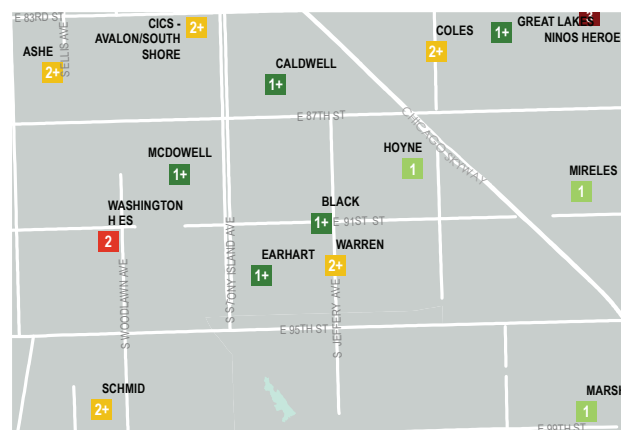 E 83RD ST
S ELLIS AVE
CICS -
AVALON/SOUTH
SHORE
2+
ASHE
2+
CALDWELL
1+
COLES
2+
GREAT LAKES
1+
NINOS HEROE
E 87TH ST
CHICAGO SKYWAY
MCDOWELL
1+
HOYNE
1
MIRELES
1
WASHINGTON
H ES
2
BLACK
1+
E 91ST ST
S STONY ISLAND AVE
EARHART
1+
WARREN
2+
S WOODLAWN AVE
S JEFFERY AVE
E 95TH ST
SCHMID
2+
MARSH
1
E 99TH ST